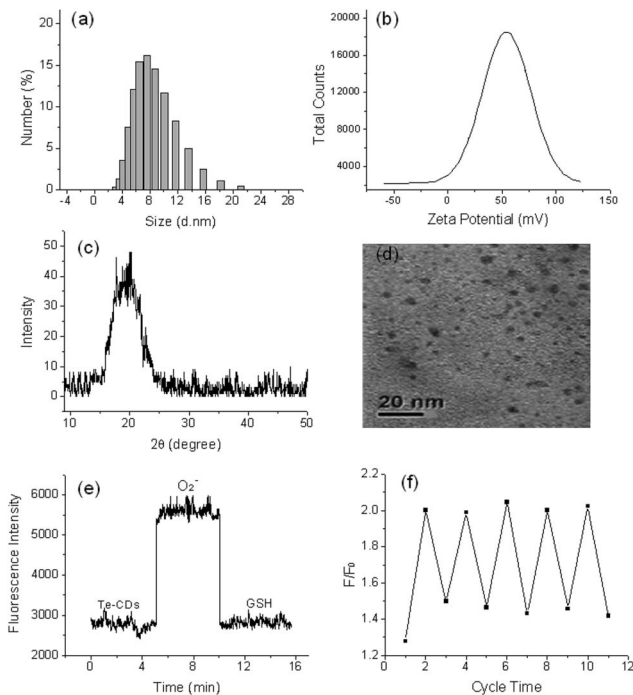 (a)
Number (%)
20
15
10
5
0
-4 0 4 8 12 16 20 24 28
Size (d.nm)
(b)
Total Counts
20000
16000
12000
8000
4000
-50 0 50 100 150
Zeta Potential (mV)
(c)
Intensity
50
40
30
20
10
0
10 20 30 40 50
2θ (degree)
(d)
20 nm
(e)
Fluorescence Intensity
6000
5000
4000
3000
2000
Te-CDs
O₂⁻
GSH
0 4 8 12 16
Time (min)
(f)
F/F₀
2.2
2.0
1.8
1.6
1.4
1.2
0 2 4 6 8 10 12
Cycle Time